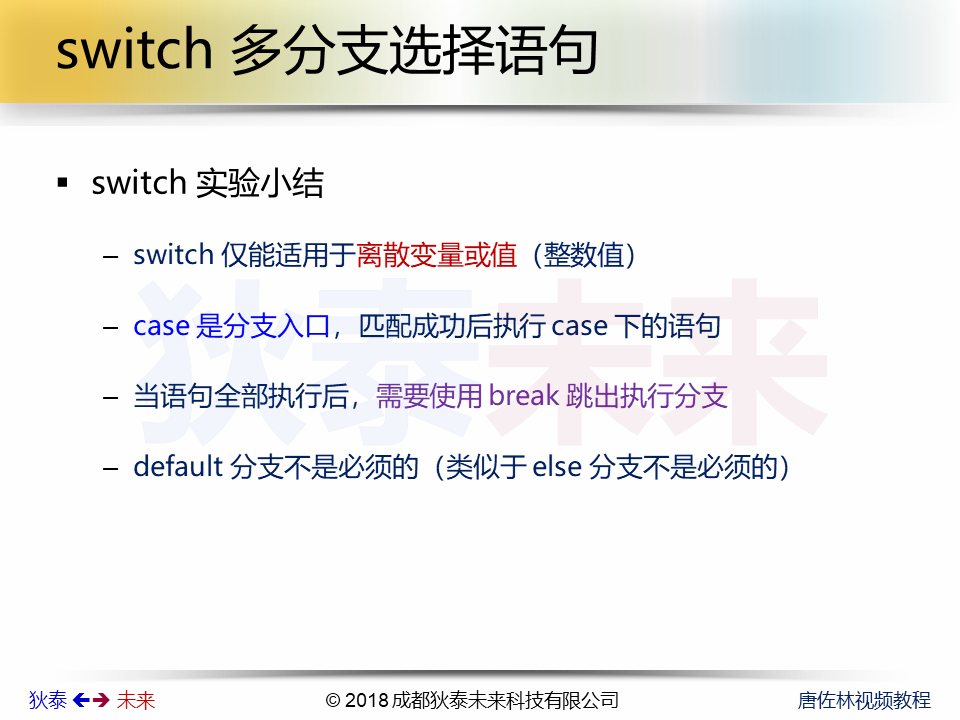 switch 多分支选择语句
▪ switch 实验小结
– switch 仅能适用于离散变量或值（整数值）
– case 是分支入口，匹配成功后执行 case 下的语句
– 当语句全部执行后，需要使用 break 跳出执行分支
– default 分支不是必须的（类似于 else 分支不是必须的）
狄泰未来
狄泰 🡸🡺 未来
© 2018 成都狄泰未来科技有限公司
唐佐林视频教程